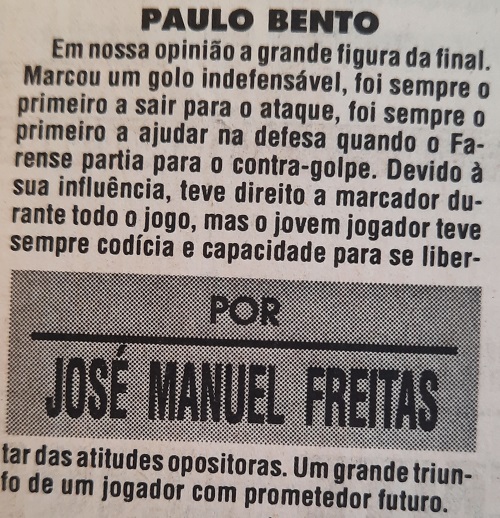 PAULO BENTO
Em nossa opinião a grande figura da final.
Marcou um golo indefensável, foi sempre o
primeiro a sair para o ataque, foi sempre o
primeiro a ajudar na defesa quando o Fa-
rense partia para o contra-golpe. Devido à
sua influência, teve direito a marcador du-
rante todo o jogo, mas o jovem jogador teve
sempre codícia e capacidade para se liber-
POR
JOSÉ MANUEL FREITAS
tar das atitudes opositoras. Um grande triun-
fo de um jogador com prometedor futuro.